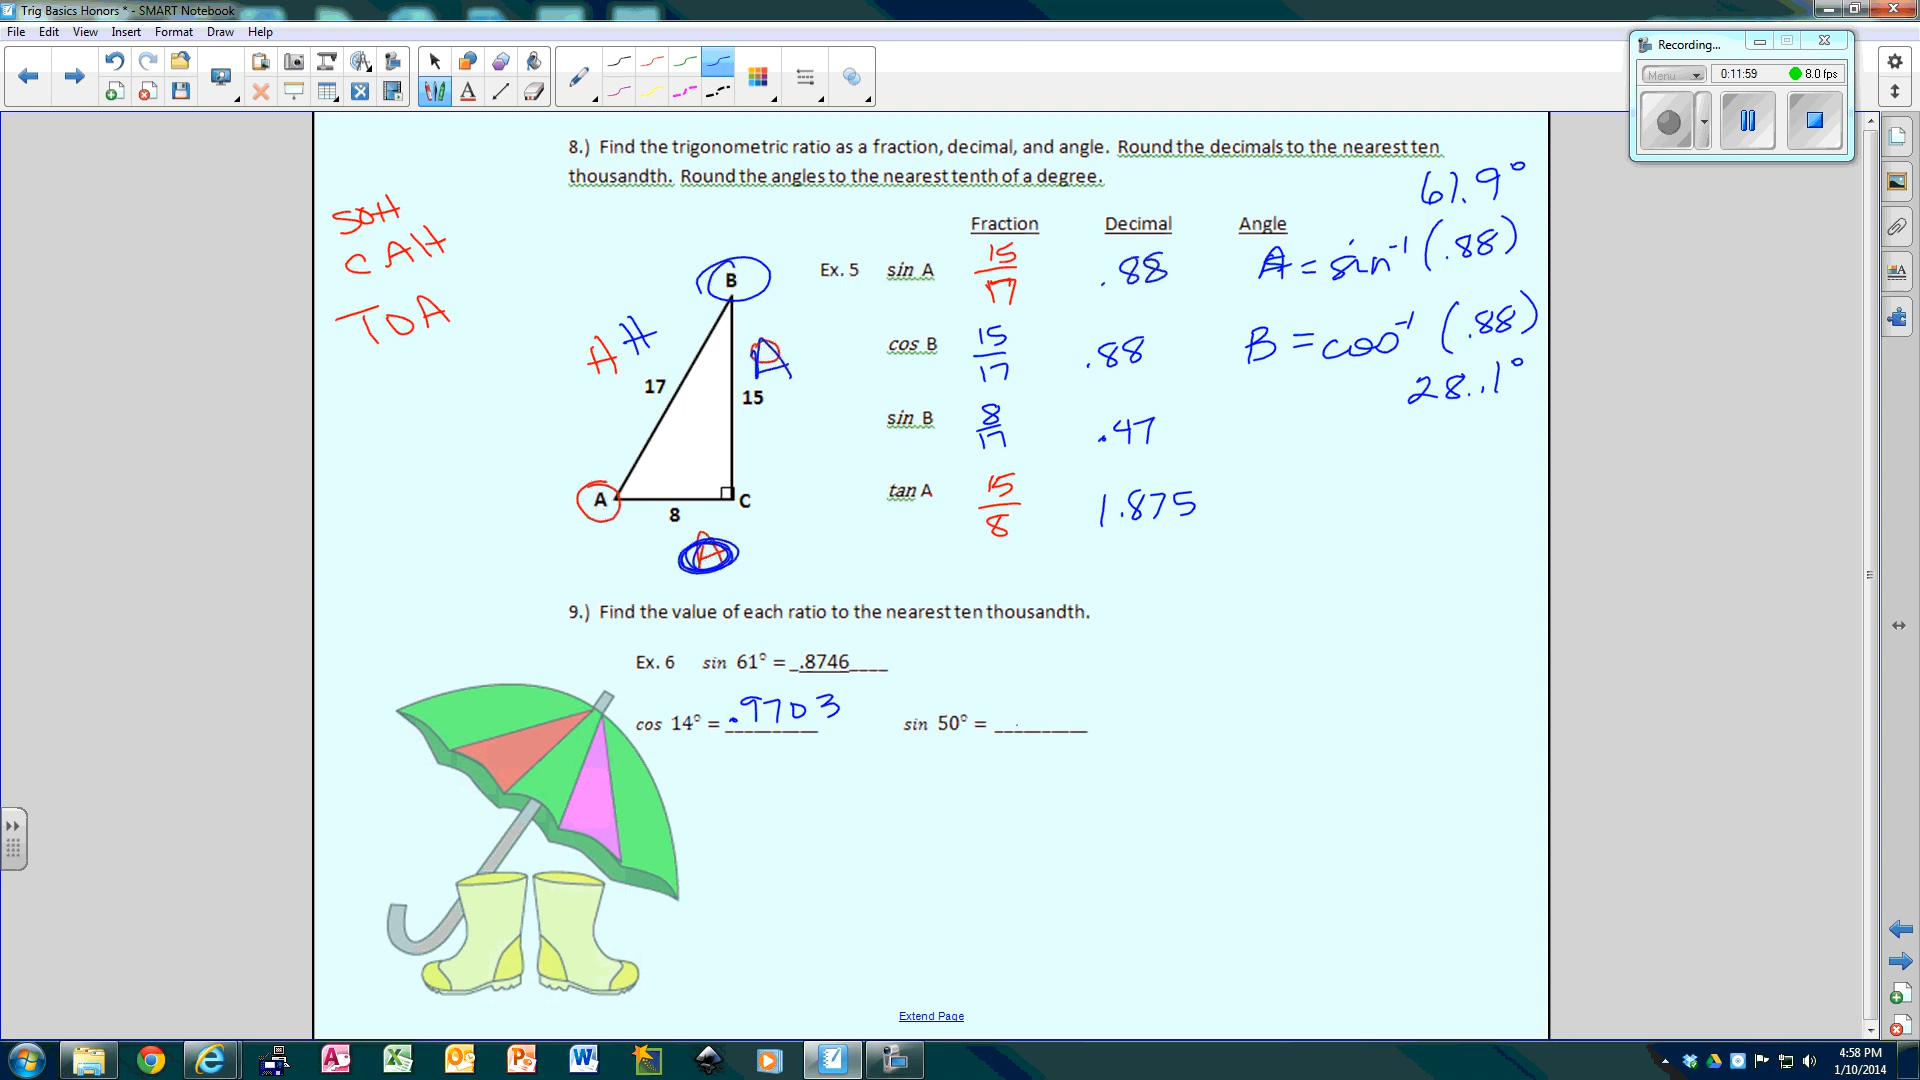 Trig Basics Honors * - SMART Notebook
File Edit View Insert Format Draw Help
Recording...
Menu 0:11:59 8.0 fps
8.) Find the trigonometric ratio as a fraction, decimal, and angle. Round the decimals to the nearest ten
thousandth. Round the angles to the nearest tenth of a degree.
61.9°
SOH
CAH
TOA
Fraction Decimal Angle
Ex. 5 sin A 15/17 .88 A = sin⁻¹ (.88)
cos B 15/17 .88 B = cos⁻¹ (.88)
28.1°
sin B 8/17 .47
tan A 15/8 1.875
B
H H
A
17
15
A C
8
A
9.) Find the value of each ratio to the nearest ten thousandth.
Ex. 6 sin 61° = _.8746____
cos 14° = .9703 sin 50° = __________
Extend Page
4:58 PM
1/10/2014